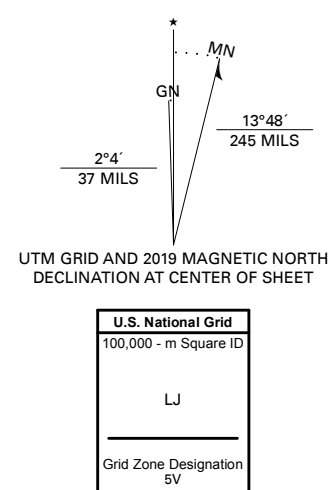 ★
MN
GN
13°48´
245 MILS
2°4´
37 MILS
UTM GRID AND 2019 MAGNETIC NORTH
DECLINATION AT CENTER OF SHEET
U.S. National Grid
100,000 - m Square ID
LJ
Grid Zone Designation
5V